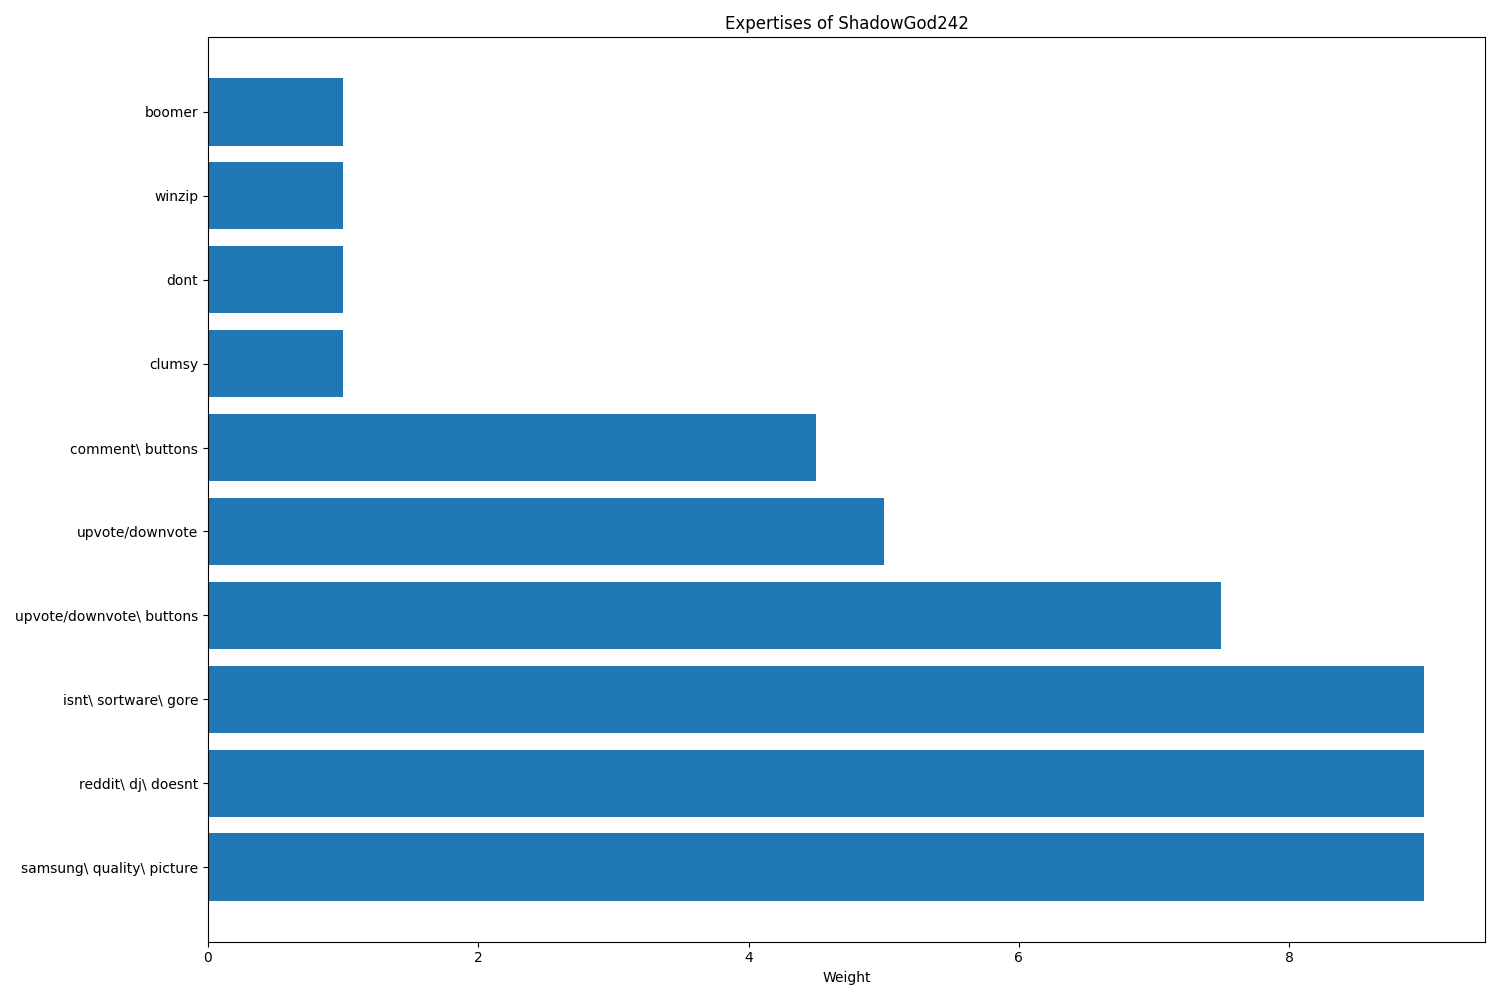 Expertises of ShadowGod242
boomer
winzip
dont
clumsy
comment\ buttons
upvote/downvote
upvote/downvote\ buttons
isnt\ sortware\ gore
reddit\ dj\ doesnt
samsung\ quality\ picture
0 2 4 6 8
Weight